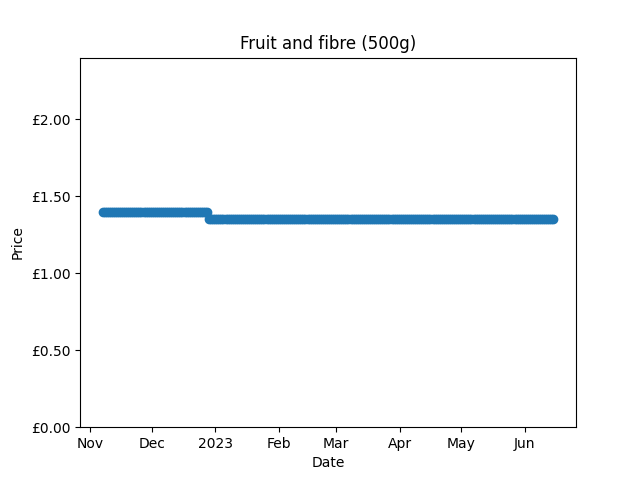 Fruit and fibre (500g)
£2.00
£1.50
£1.00
£0.50
£0.00
Price
Nov Dec 2023 Feb Mar Apr May Jun
Date